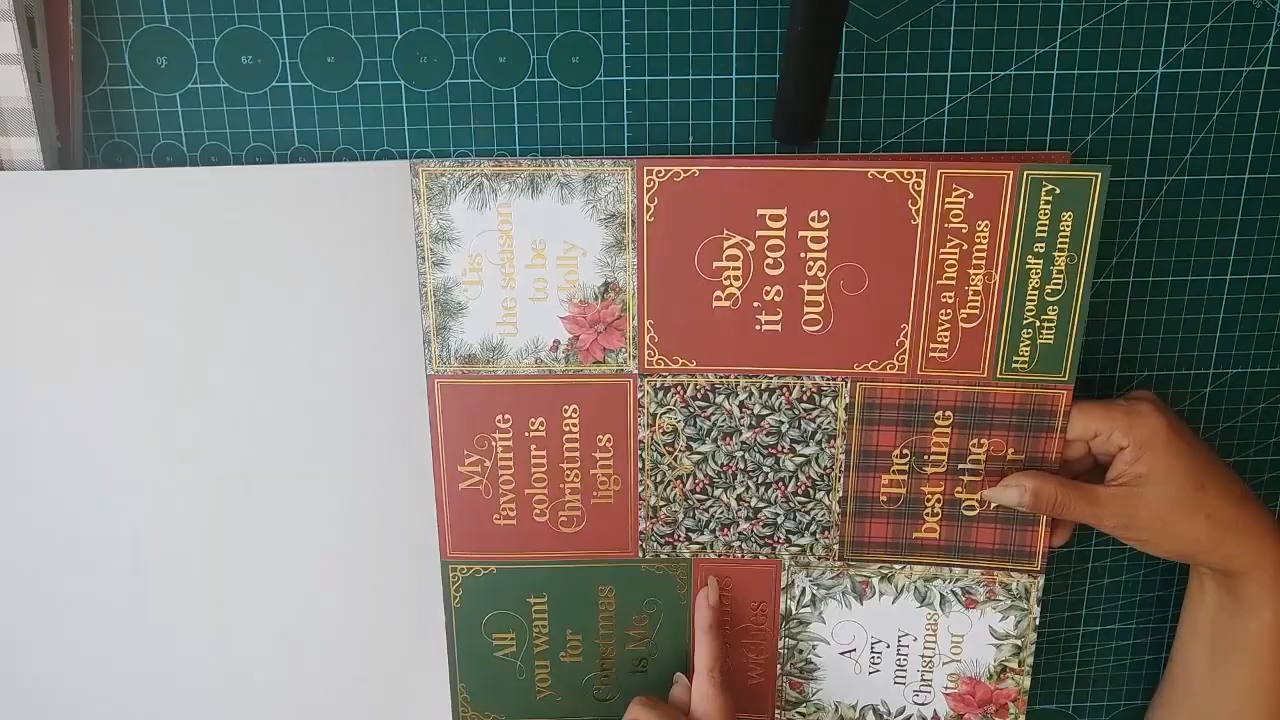 'Tis
the season
to be
Jolly
Baby
it's cold
outside
Have a holly jolly
Christmas
Have yourself a merry
little Christmas
My
favourite
colour is
Christmas
lights
The
best time
of the
All
you want
for
Christmas
is Me
wishes
A
very
merry
Christmas
to You
30
29
28
27
26
25